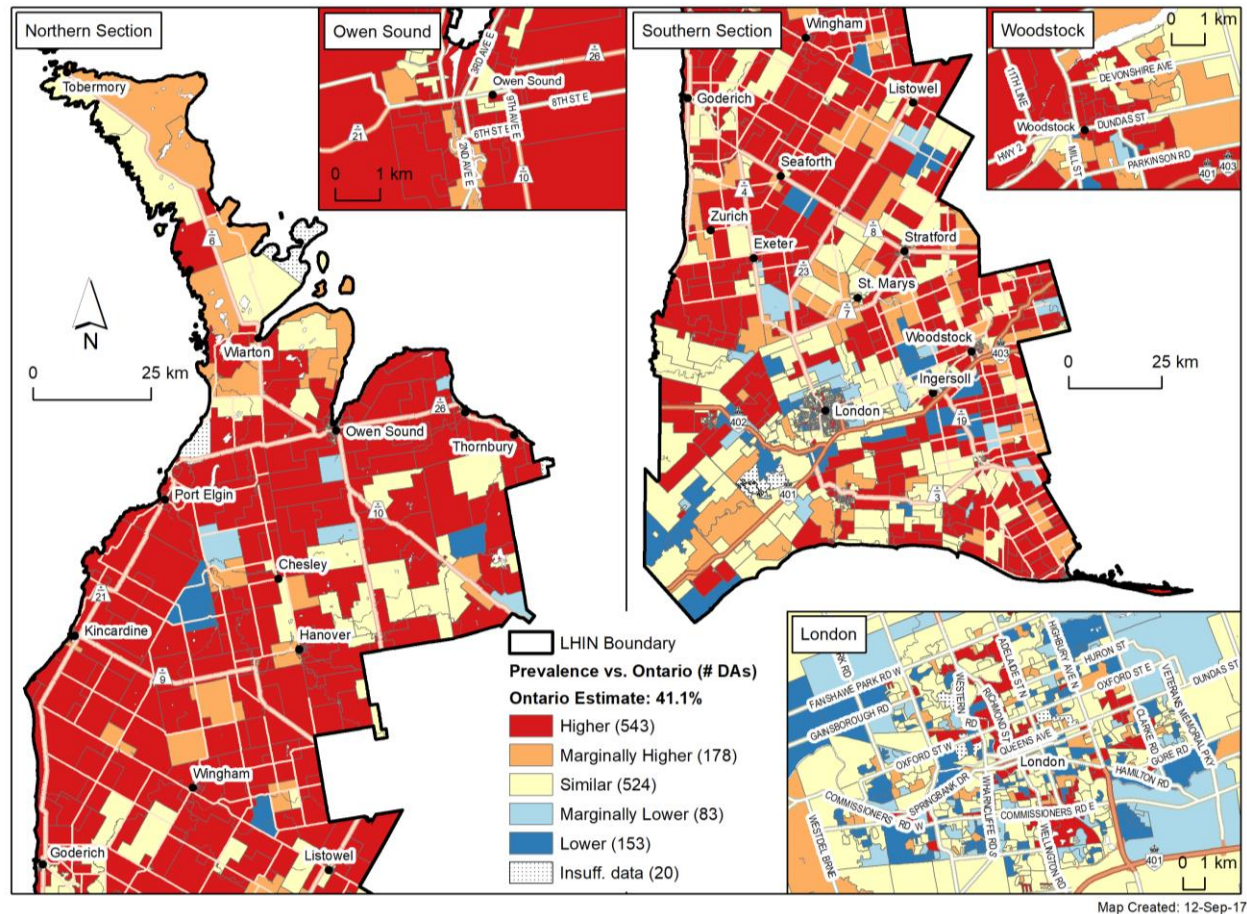 Northern Section
Tobermory
6
N
0 25 km
Wiarton
26
Owen Sound
Thornbury
Port Elgin
10
Chesley
21
Kincardine
Hanover
9
Wingham
Goderich
Listowel
Owen Sound
3RD AVE E
26
Owen Sound
8TH ST E
9TH AVE E
6TH ST E
21
2ND AVE E
0 1 km
10
Southern Section
Wingham
Goderich
Listowel
Seaforth
4
Zurich
8
Exeter
Stratford
23
St. Marys
7
Woodstock
403
Ingersoll
0 25 km
London
402
19
401
3
Woodstock
0 1 km
11TH LINE
DEVONSHIRE AVE
DUNDAS ST
Woodstock
HWY 2
MILL ST
PARKINSON RD
401
403
LHIN Boundary
Prevalence vs. Ontario (# DAs)
Ontario Estimate: 41.1%
Higher (543)
Marginally Higher (178)
Similar (524)
Marginally Lower (83)
Lower (153)
Insuff. data (20)
London
RK RD
FANSHAWE PARK RD W
GAINSBOROUGH RD
WESTERN RD
ADELAIDE ST N
RICHMOND ST
HIGHBURY AVE N
HURON ST
OXFORD ST E
VETERANS MEMORIAL PKY
DUNDAS ST
OXFORD ST W
QUEENS AVE
CLARKE RD
GORE RD
London
HAMILTON RD
SPRINGBANK DR
COMMISSIONERS RD W
COMMISSIONERS RD E
WESTDEL BRNE
WHARNCLIFFE RD S
WELLINGTON RD
401
0 1 km
Map Created: 12-Sep-17